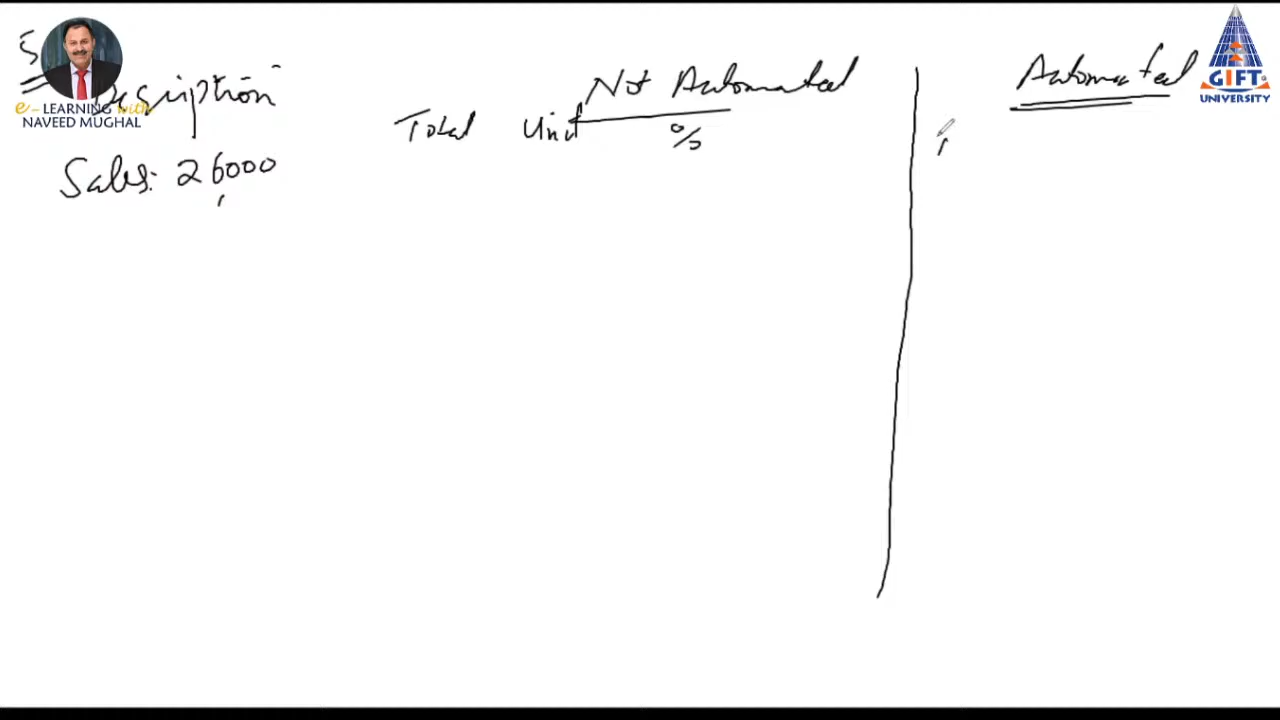 Description
Not Automated
Automated
Total Unit %
Sales: 26000
e-LEARNING with
NAVEED MUGHAL
GIFT
UNIVERSITY